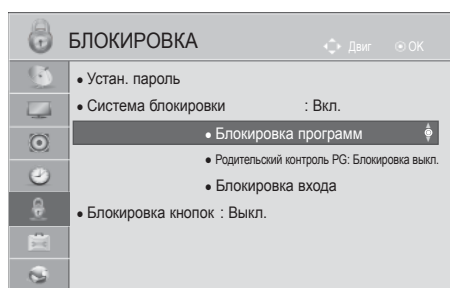 БЛОКИРОВКА
Двиг OK
• Устан. пароль
• Система блокировки : Вкл.
• Блокировка программ
• Родительский контроль PG: Блокировка выкл.
• Блокировка входа
• Блокировка кнопок : Выкл.